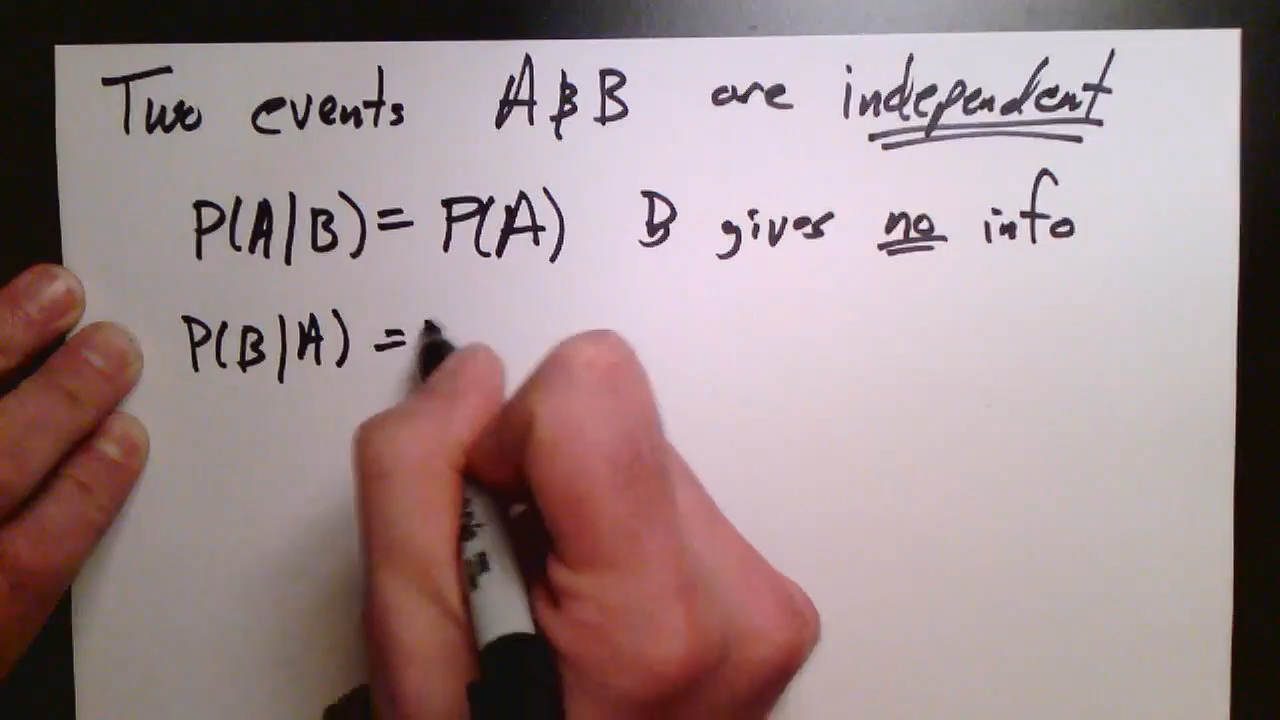 Two events A & B are independent
P(A|B) = P(A) B gives no info
P(B|A) =